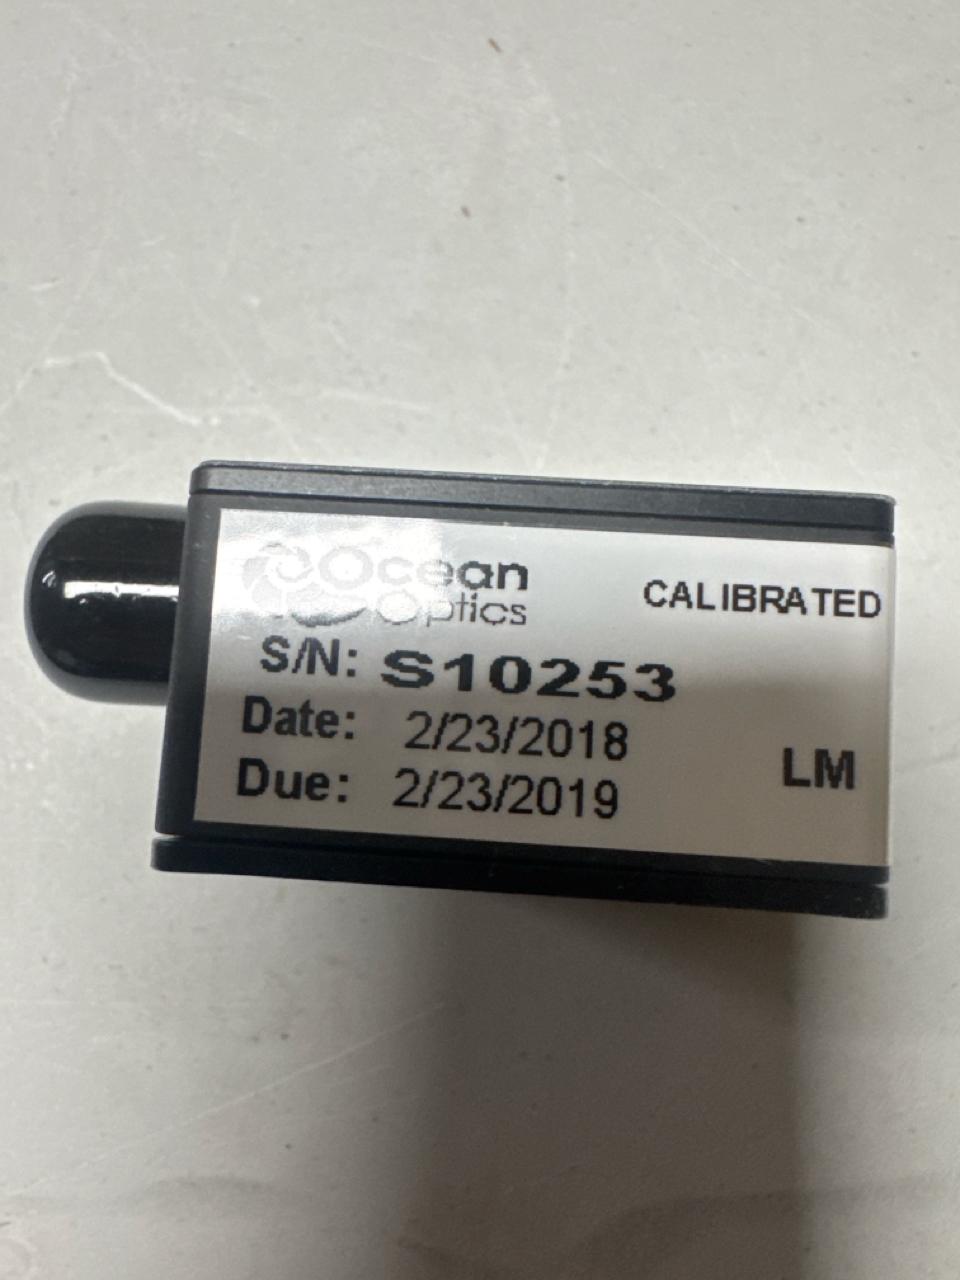 Ocean
Optics
CALIBRATED
S/N: S10253
Date: 2/23/2018
Due: 2/23/2019
LM